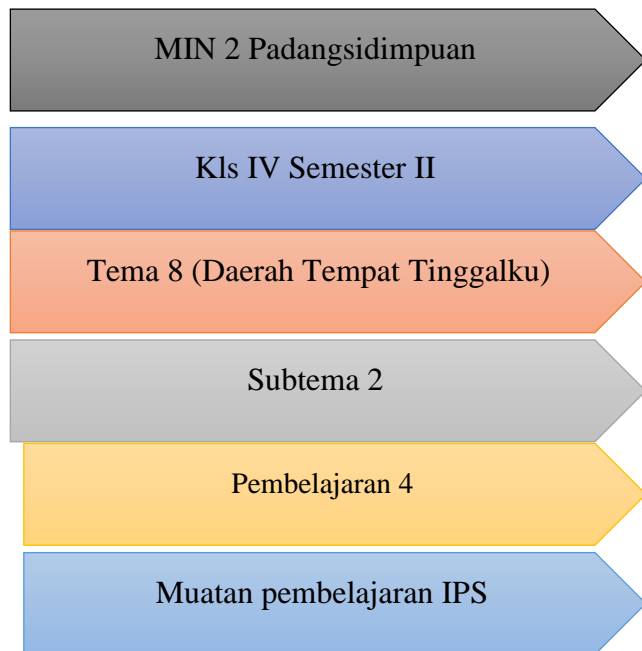 MIN 2 Padangsidimpuan
Kls IV Semester II
Tema 8 (Daerah Tempat Tinggalku)
Subtema 2
Pembelajaran 4
Muatan pembelajaran IPS